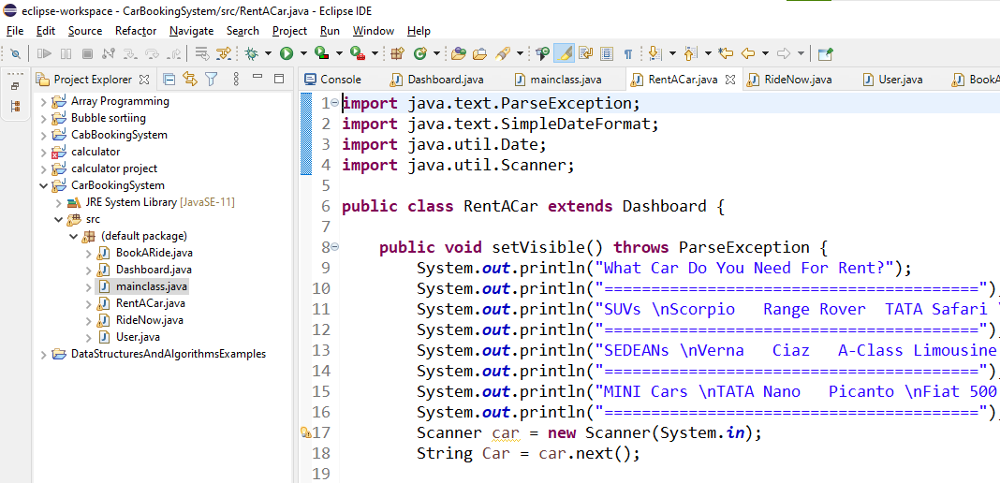 eclipse-workspace - CarBookingSystem/src/RentACar.java - Eclipse IDE
File Edit Source Refactor Navigate Search Project Run Window Help
Project Explorer
Array Programming
Bubble sortiing
CabBookingSystem
calculator
calculator project
CarBookingSystem
JRE System Library [JavaSE-11]
src
(default package)
BookARide.java
Dashboard.java
mainclass.java
RentACar.java
RideNow.java
User.java
DataStructuresAndAlgorithmsExamples
Console Dashboard.java mainclass.java RentACar.java RideNow.java User.java BookA
1 import java.text.ParseException;
2 import java.text.SimpleDateFormat;
3 import java.util.Date;
4 import java.util.Scanner;
5
6 public class RentACar extends Dashboard {
7
8 public void setVisible() throws ParseException {
9 System.out.println("What Car Do You Need For Rent?");
10 System.out.println("========================================");
11 System.out.println("SUVs \nScorpio   Range Rover  TATA Safari \
12 System.out.println("========================================");
13 System.out.println("SEDEANs \nVerna   Ciaz   A-Class Limousine
14 System.out.println("========================================");
15 System.out.println("MINI Cars \nTATA Nano   Picanto \nFiat 500
16 System.out.println("========================================");
17 Scanner car = new Scanner(System.in);
18 String Car = car.next();
19